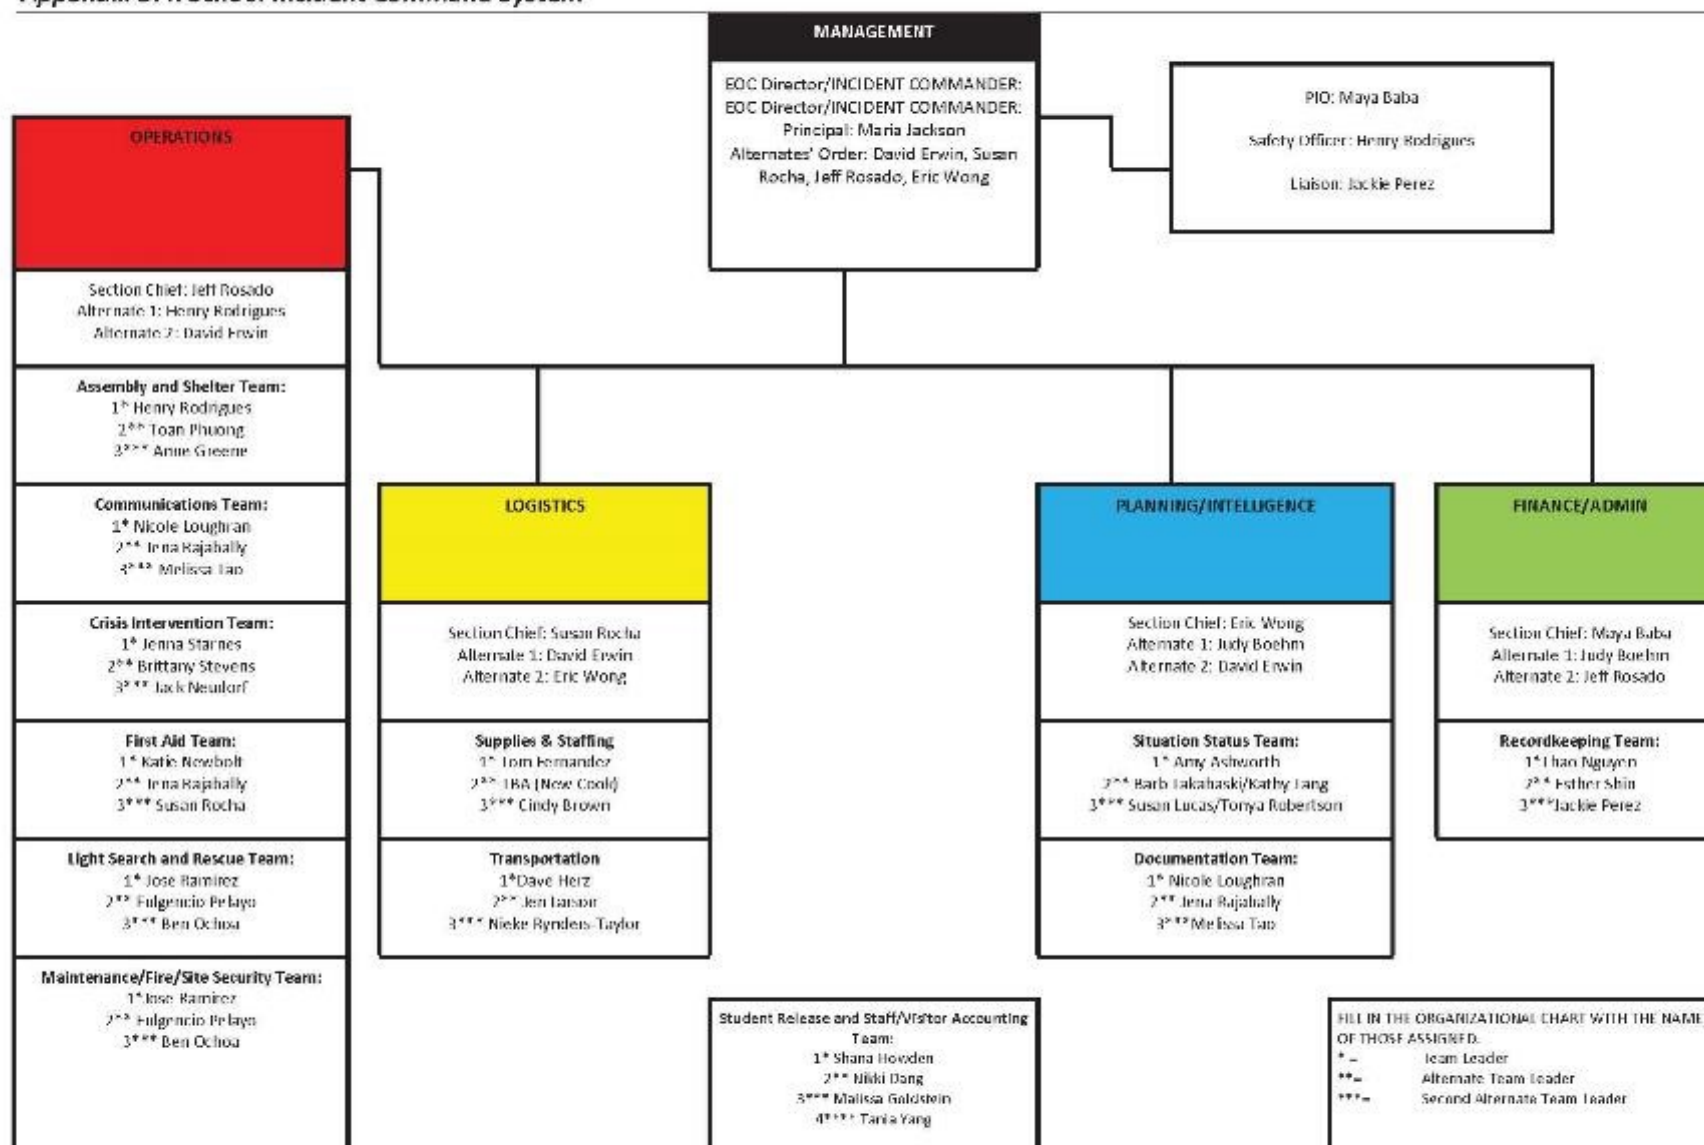 Appendix B: A School Incident Command System
MANAGEMENT
EOC Director/INCIDENT COMMANDER:
EOC Director/INCIDENT COMMANDER:
Principal: Maria Jackson
Alternates' Order: David Erwin, Susan
Rocha, Jeff Rosado, Eric Wong
PIO: Maya Baba
Safety Officer: Henry Rodrigues
Liaison: Jackie Perez
OPERATIONS
Section Chief: Jeff Rosado
Alternate 1: Henry Rodrigues
Alternate 2: David Erwin
Assembly and Shelter Team:
1* Henry Rodrigues
2** Toan Phuong
3*** Anne Greene
Communications Team:
1* Nicole Loughran
2** Jena Rajabally
3*** Melissa Tao
Crisis Intervention Team:
1* Jenna Starnes
2** Brittany Stevens
3*** Jack Neudorf
First Aid Team:
1* Katie Newbolt
2** Jena Rajabally
3*** Susan Rocha
Light Search and Rescue Team:
1* Jose Ramirez
2** Fulgencio Pelayo
3*** Ben Ochoa
Maintenance/Fire/Site Security Team:
1* Jose Ramirez
2** Fulgencio Pelayo
3*** Ben Ochoa
LOGISTICS
Section Chief: Susan Rocha
Alternate 1: David Erwin
Alternate 2: Eric Wong
Supplies & Staffing
1* Tom Fernandez
2** TBA (New Cook)
3*** Cindy Brown
Transportation
1*Dave Herz
2** Jen Larson
3*** Nieke Rynders-Taylor
PLANNING/INTELLIGENCE
Section Chief: Eric Wong
Alternate 1: Judy Boehm
Alternate 2: David Erwin
Situation Status Team:
1* Amy Ashworth
2** Barb Takahaski/Kathy Tang
3*** Susan Lucas/Tonya Robertson
Documentation Team:
1* Nicole Loughran
2** Jena Rajabally
3***Melissa Tao
FINANCE/ADMIN
Section Chief: Maya Baba
Alternate 1: Judy Boehm
Alternate 2: Jeff Rosado
Recordkeeping Team:
1*Thao Nguyen
2** Esther Shin
3***Jackie Perez
Student Release and Staff/Visitor Accounting
Team:
1* Shana Howden
2** Nikki Dang
3*** Malissa Goldstein
4**** Tania Yang
FILL IN THE ORGANIZATIONAL CHART WITH THE NAME
OF THOSE ASSIGNED.
* = Team Leader
**= Alternate Team Leader
***= Second Alternate Team Leader